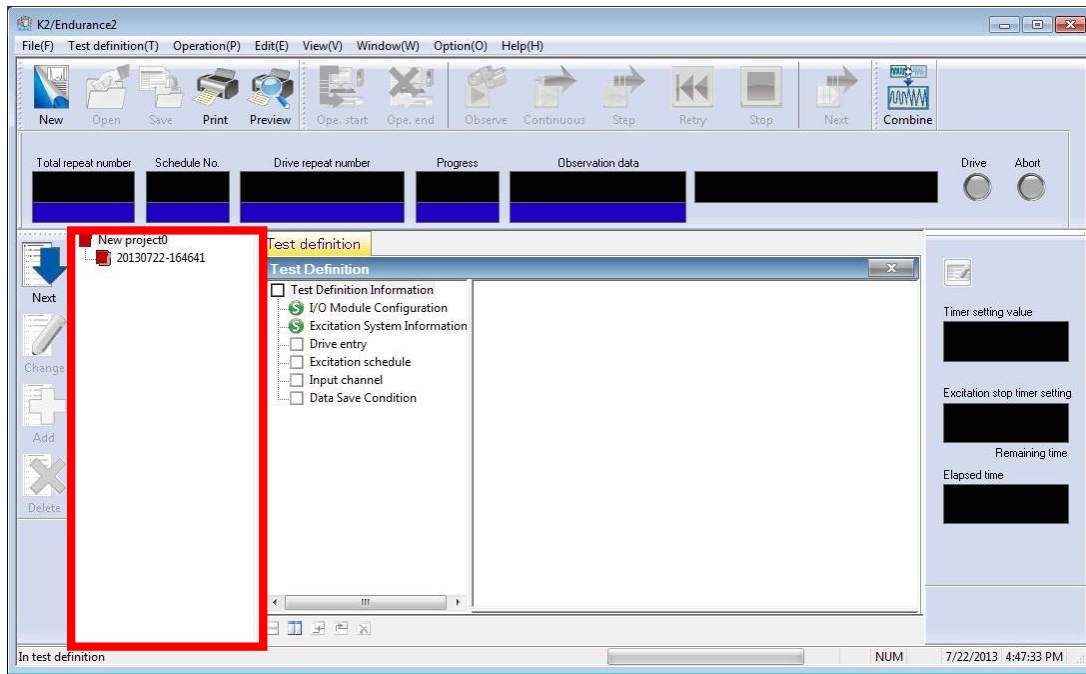 K2/Endurance2
File(F) Test definition(T) Operation(P) Edit(E) View(V) Window(W) Option(O) Help(H)
New Open Save Print Preview Ope. start Ope. end Observe Continuous Step Retry Stop Next Combine
Total repeat number Schedule No. Drive repeat number Progress Observation data Drive Abort
New project0
20130722-164641
Next
Change
Add
Delete
Test definition
Test Definition
Test Definition Information
S I/O Module Configuration
S Excitation System Information
Drive entry
Excitation schedule
Input channel
Data Save Condition
Timer setting value
Excitation stop timer setting
Remaining time
Elapsed time
In test definition NUM 7/22/2013 4:47:33 PM